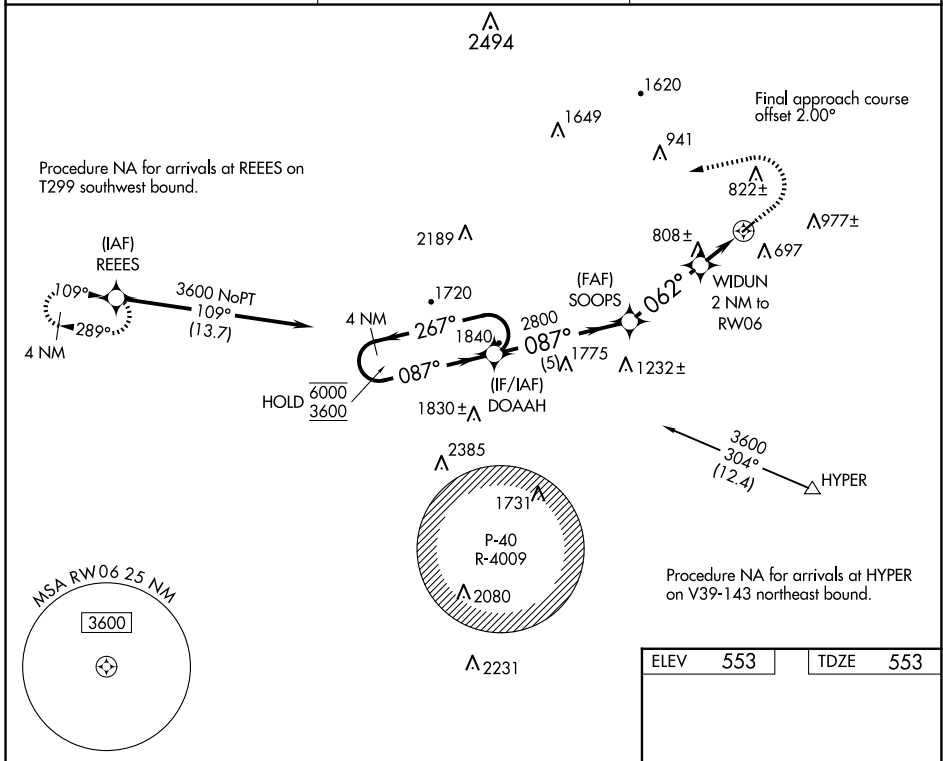 2494
1620
1649
Final approach course
offset 2.00°
941
Procedure NA for arrivals at REEES on
T299 southwest bound.
822±
2189
808±
977±
697
(IAF)
REEES
(FAF)
SOOPS
WIDUN
2 NM to
RW06
109°
3600 NoPT
109°
(13.7)
289°
4 NM
1720
4 NM
267°
1840
2800
087°
(5)
062°
1775
1232±
087°
HOLD
6000
3600
(IF/IAF)
DOAAH
1830±
2385
3600
304°
(12.4)
HYPER
1731
P-40
R-4009
2080
Procedure NA for arrivals at HYPER
on V39-143 northeast bound.
MSA RW06 25 NM
3600
2231
ELEV 553
TDZE 553